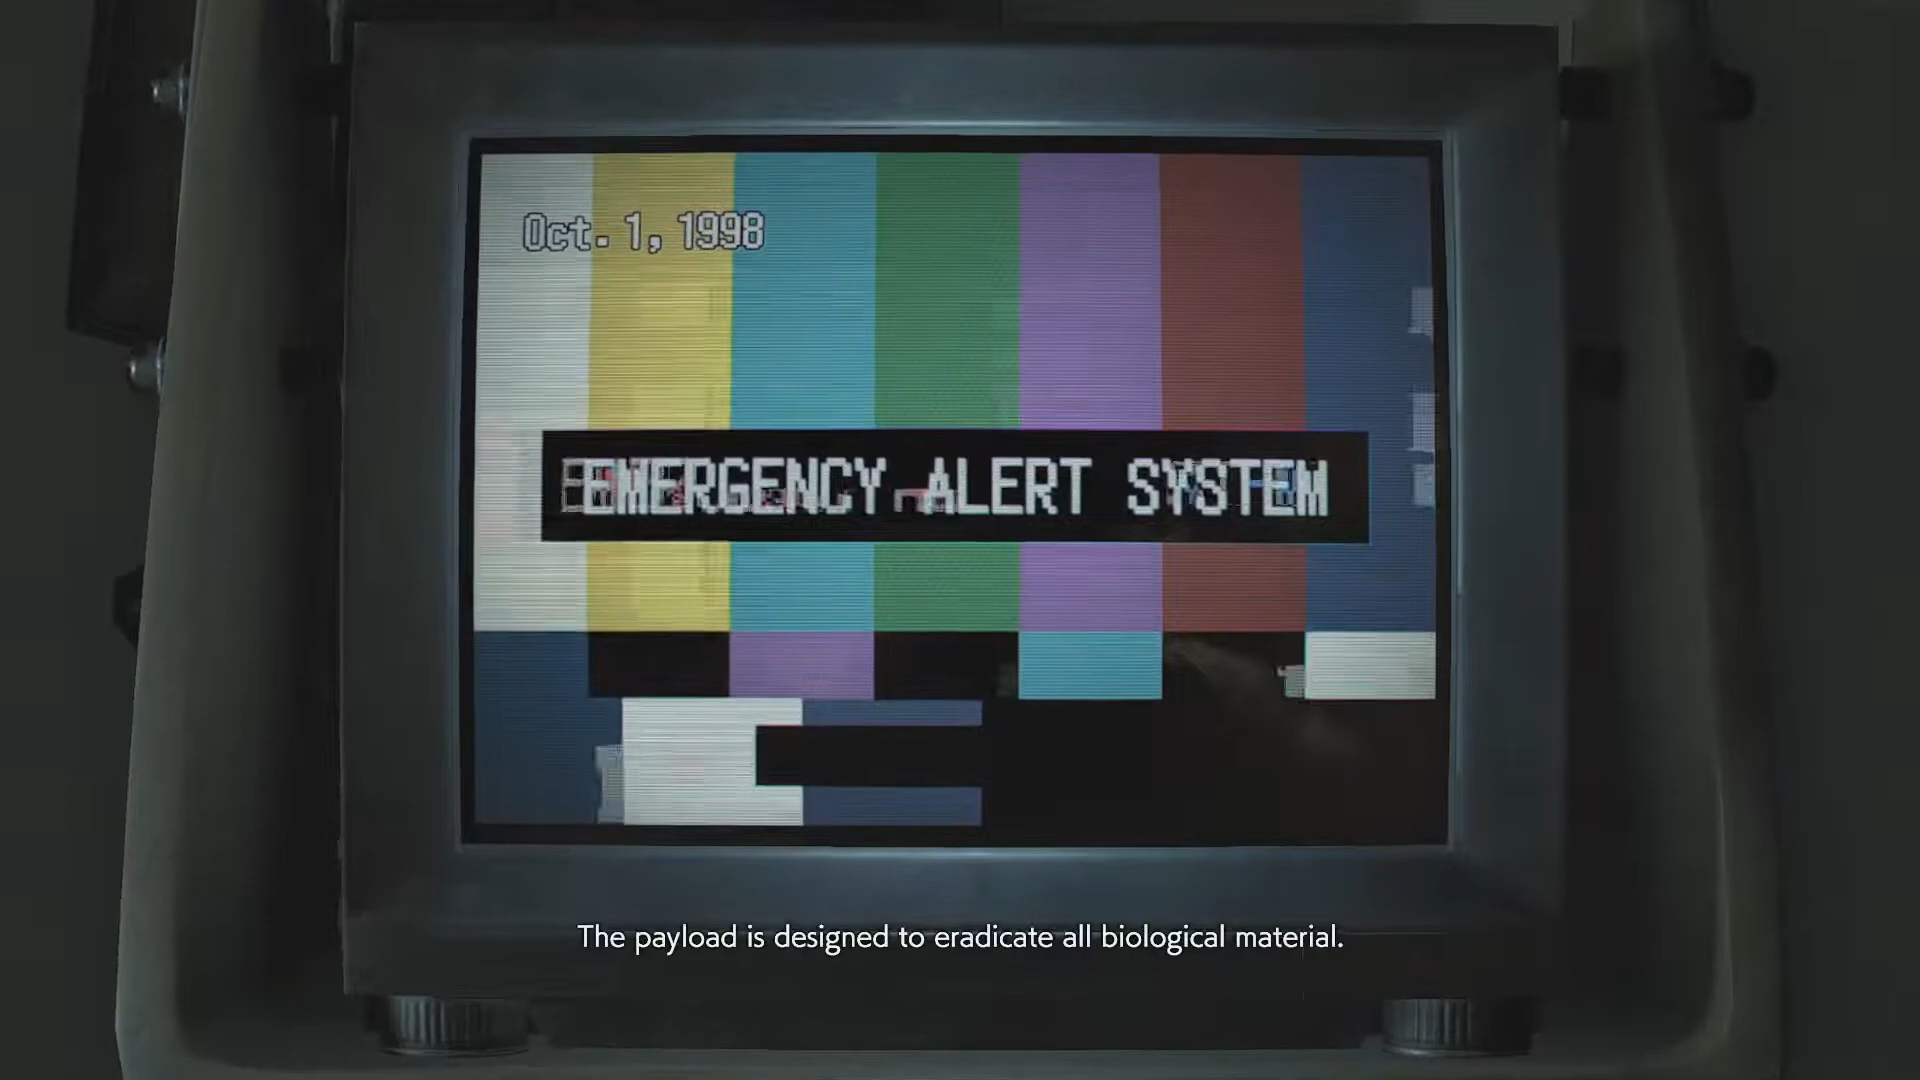 Oct. 1, 1998
EMERGENCY ALERT SYSTEM
The payload is designed to eradicate all biological material.